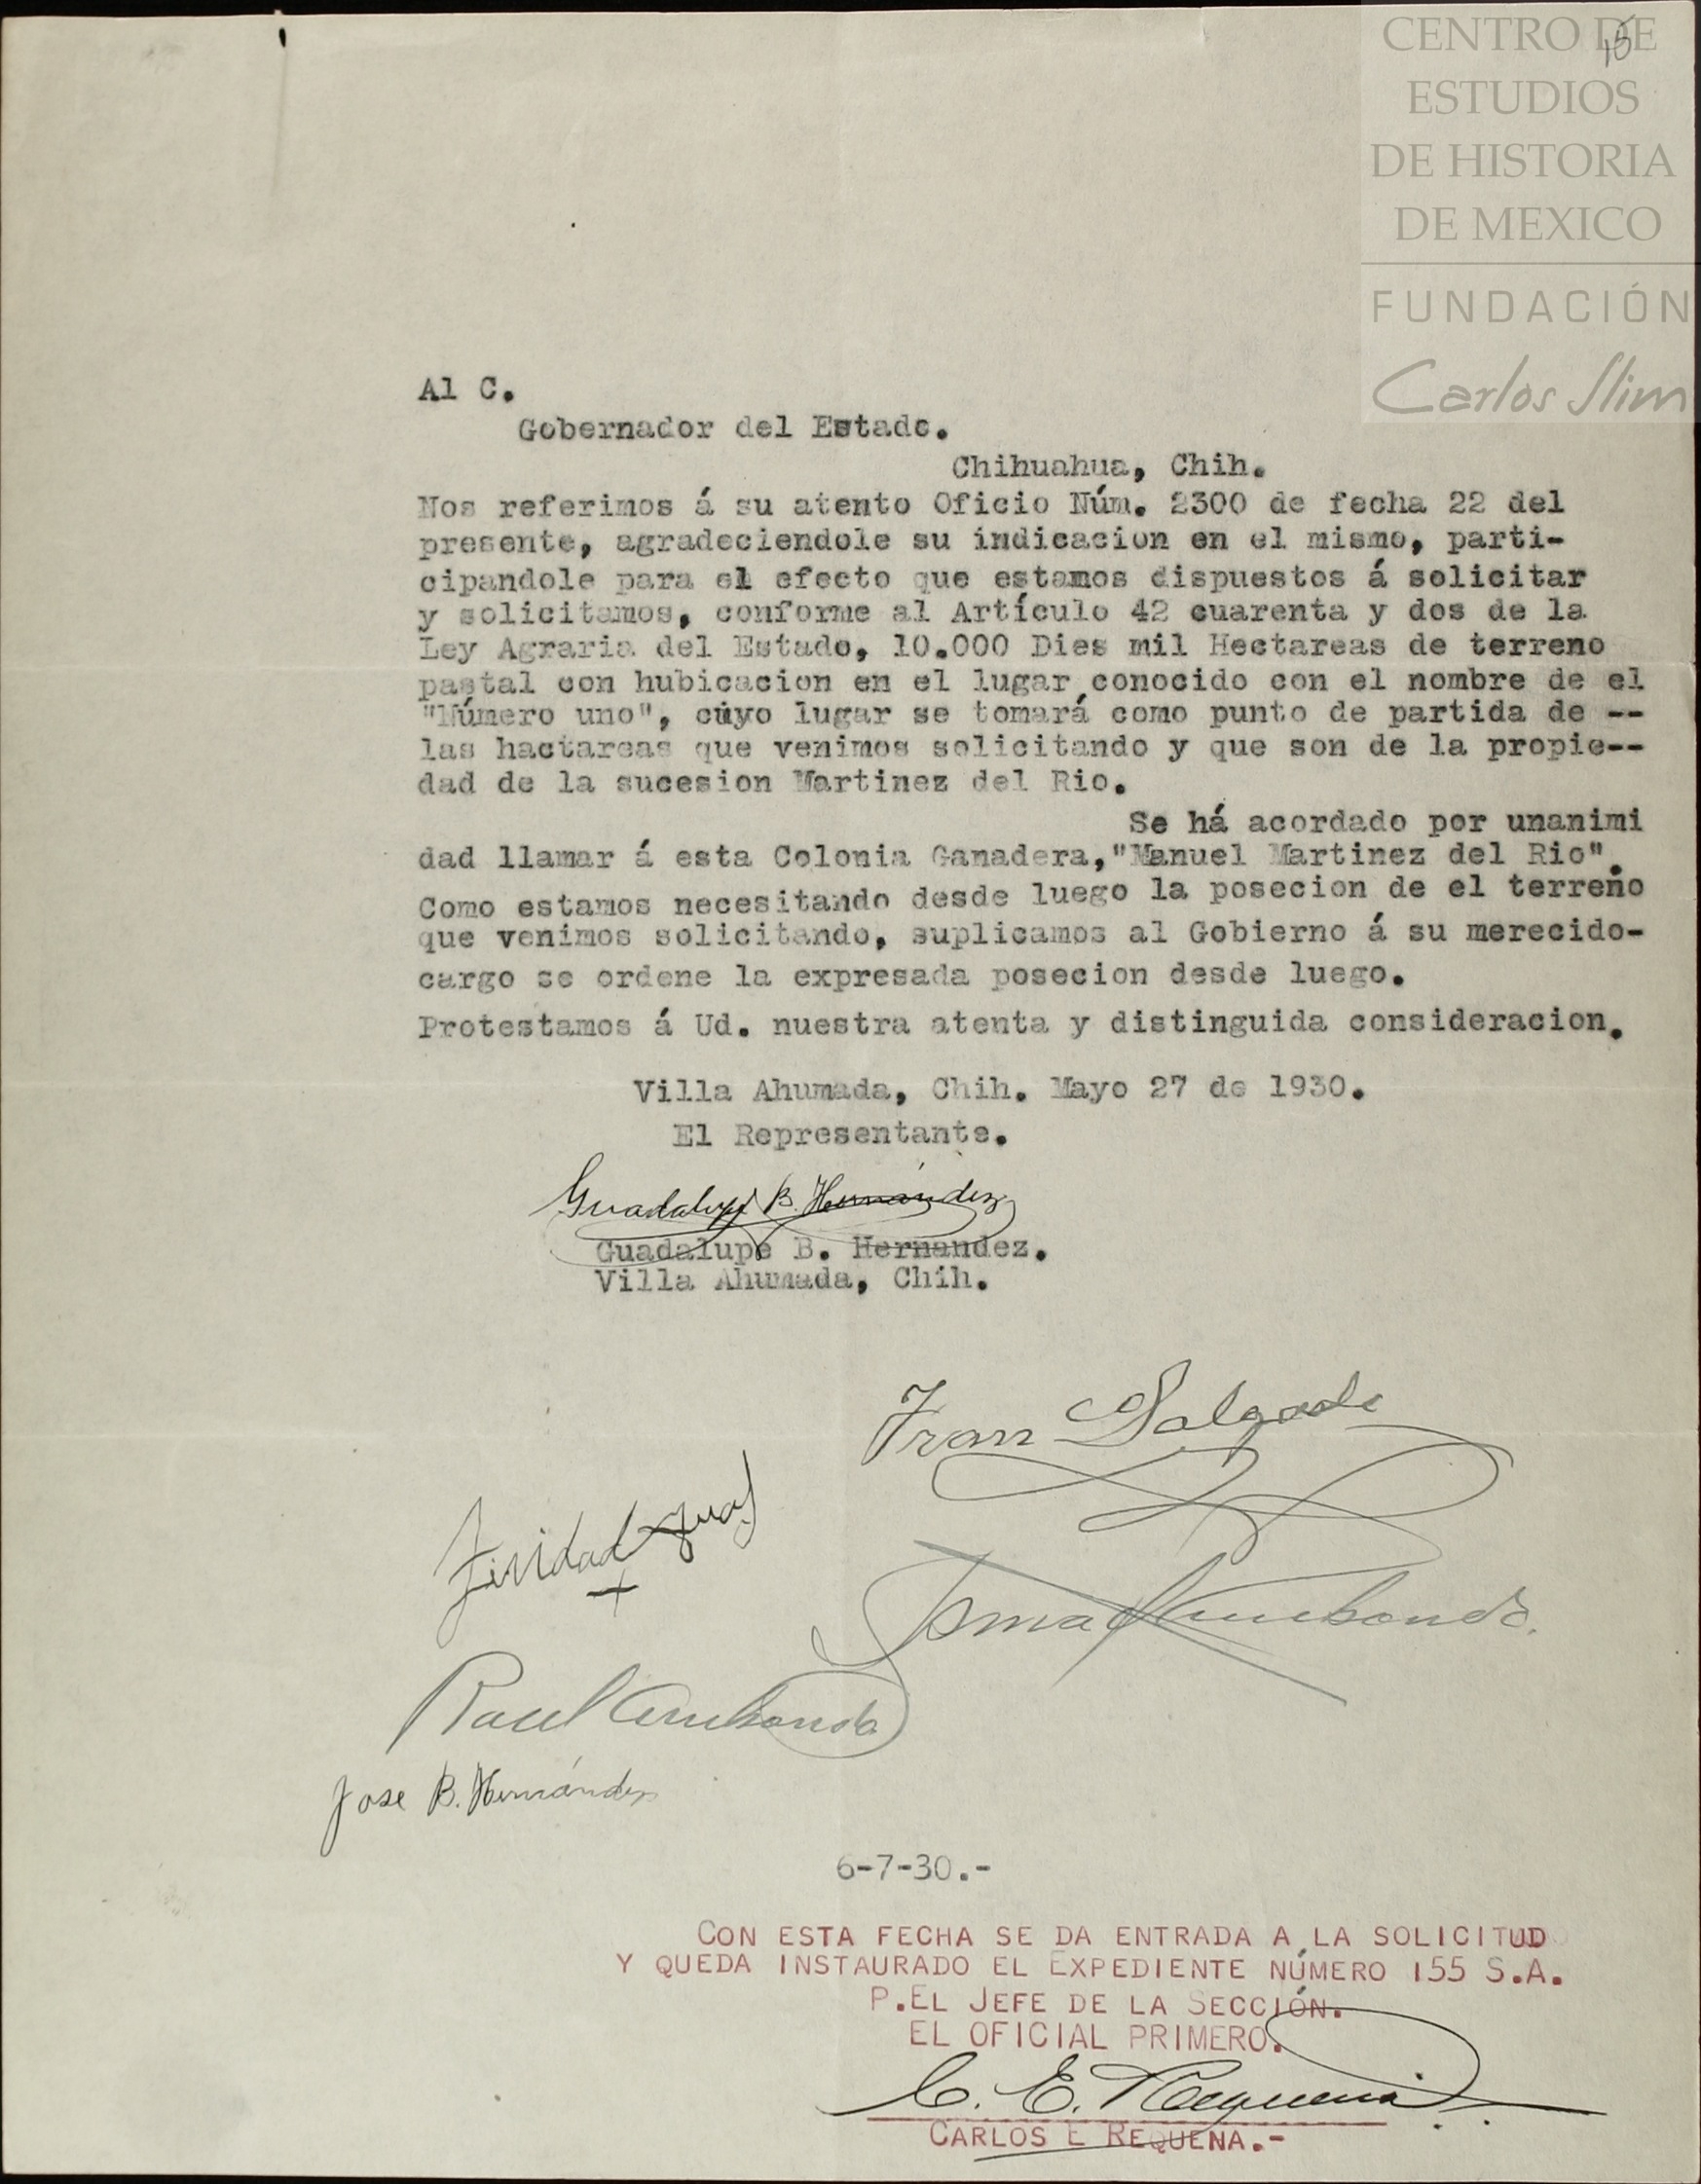 CENTRO DE
ESTUDIOS
DE HISTORIA
DE MEXICO
FUNDACIÓN
Carlos Slim
15
Al C.
Gobernador del Estado.
Chihuahua, Chih.
Nos referimos á su atento Oficio Núm. 2300 de fecha 22 del
presente, agradeciendole su indicacion en el mismo, parti-
cipandole para el efecto que estamos dispuestos á solicitar
y solicitamos, conforme al Artículo 42 cuarenta y dos de la
Ley Agraria del Estado, 10.000 Dies mil Hectareas de terreno
pastal con hubicacion en el lugar conocido con el nombre de el
"Número uno", cúyo lugar se tomará como punto de partida de --
las hactareas que venimos solicitando y que son de la propie--
dad de la sucesion Martinez del Rio.
Se há acordado por unanimi
dad llamar á esta Colonia Ganadera,"Manuel Martinez del Rio".
Como estamos necesitando desde luego la posecion de el terreno
que venimos solicitando, suplicamos al Gobierno á su merecido-
cargo se ordene la expresada posecion desde luego.
Protestamos á Ud. nuestra atenta y distinguida consideracion.
Villa Ahumada, Chih. Mayo 27 de 1930.
El Representante.
Guadalupe B. Hernández
Guadalupe B. Hernandez.
Villa Ahumada, Chih.
Fran Salgado
Raul
Jose B. Hernández
6-7-30.-
CON ESTA FECHA SE DA ENTRADA A LA SOLICITUD
Y QUEDA INSTAURADO EL EXPEDIENTE NÚMERO 155 S.A.
P.EL JEFE DE LA SECCIÓN.
EL OFICIAL PRIMERO.
C. E. Requena
CARLOS E REQUENA.-